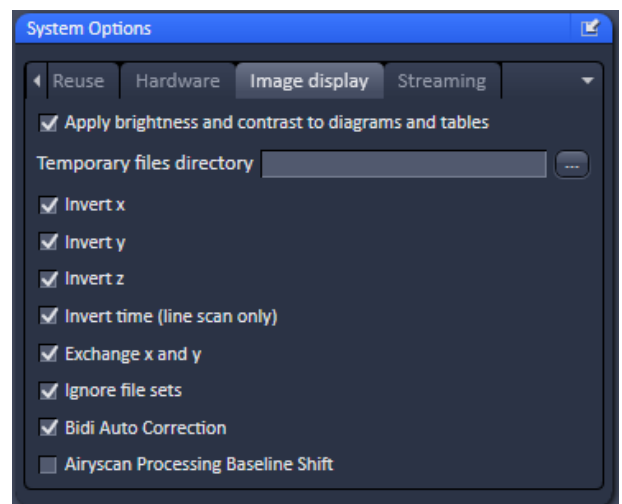 System Options
Reuse Hardware Image display Streaming
Apply brightness and contrast to diagrams and tables
Temporary files directory ...
Invert x
Invert y
Invert z
Invert time (line scan only)
Exchange x and y
Ignore file sets
Bidi Auto Correction
Airyscan Processing Baseline Shift